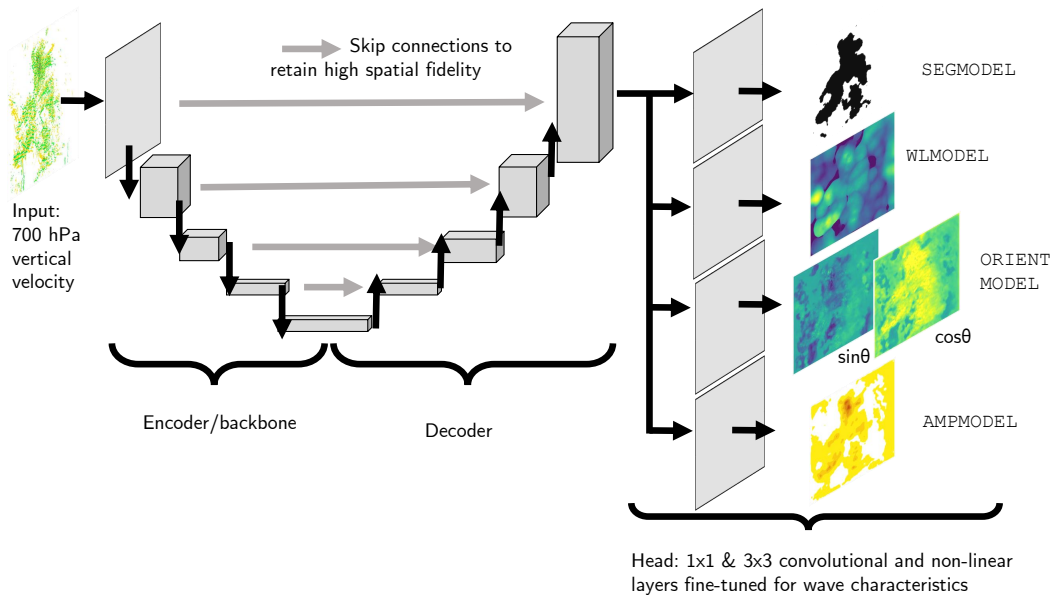 Skip connections to
retain high spatial fidelity
Input:
700 hPa
vertical
velocity
Encoder/backbone
Decoder
SEGMODEL
WLMODEL
ORIENT
MODEL
sinθ
cosθ
AMPMODEL
Head: 1x1 & 3x3 convolutional and non-linear
layers fine-tuned for wave characteristics